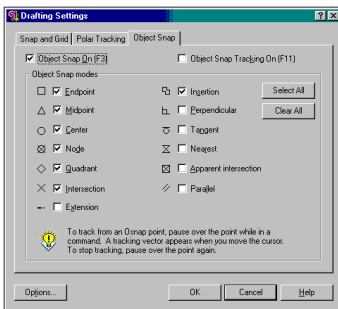 Drafting Settings
Snap and Grid Polar Tracking Object Snap
Object Snap On (F3) Object Snap Tracking On (F11)
Object Snap modes
Endpoint Insertion Select All
Midpoint Perpendicular Clear All
Center Tangent
Node Nearest
Quadrant Apparent intersection
Intersection Parallel
Extension
To track from an Osnap point, pause over the point while in a
command. A tracking vector appears when you move the cursor.
To stop tracking, pause over the point again.
Options... OK Cancel Help